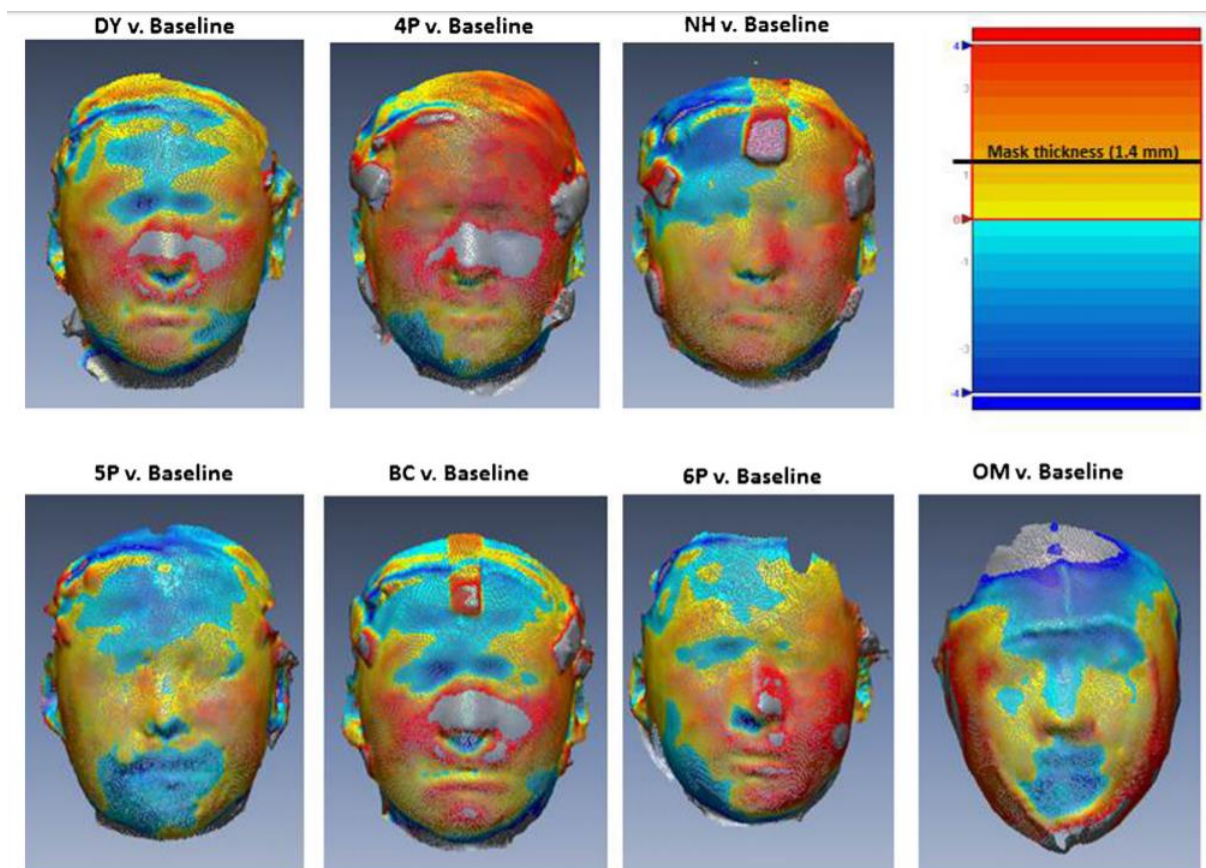 DY v. Baseline
4P v. Baseline
NH v. Baseline
4
3
Mask thickness (1.4 mm)
1
0
-1
-3
-4
5P v. Baseline
BC v. Baseline
6P v. Baseline
OM v. Baseline